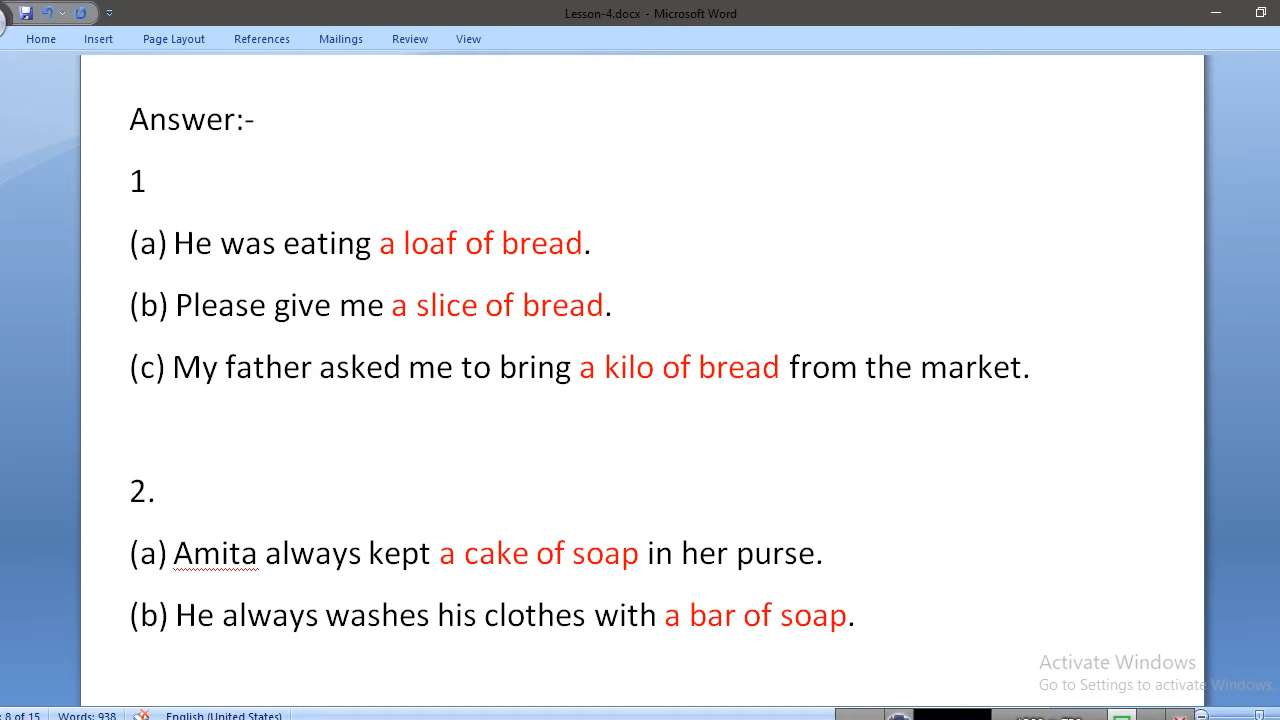 Lesson-4.docx - Microsoft Word
Home Insert Page Layout References Mailings Review View
Answer:-
1
(a) He was eating a loaf of bread.
(b) Please give me a slice of bread.
(c) My father asked me to bring a kilo of bread from the market.
2.
(a) Amita always kept a cake of soap in her purse.
(b) He always washes his clothes with a bar of soap.
Activate Windows
Go to Settings to activate Windows.
8 of 15 Words: 938 English (United States)